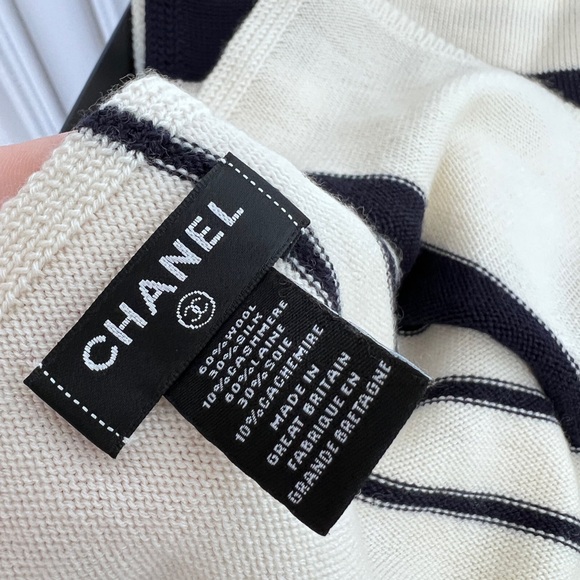 CHANEL
60%WOOL
30%SILK
10%CASHMERE
60%LAINE
30%SOIE
10%CACHEMIRE
MADE IN
GREAT BRITAIN
FABRIQUE EN
GRANDE BRETAGNE